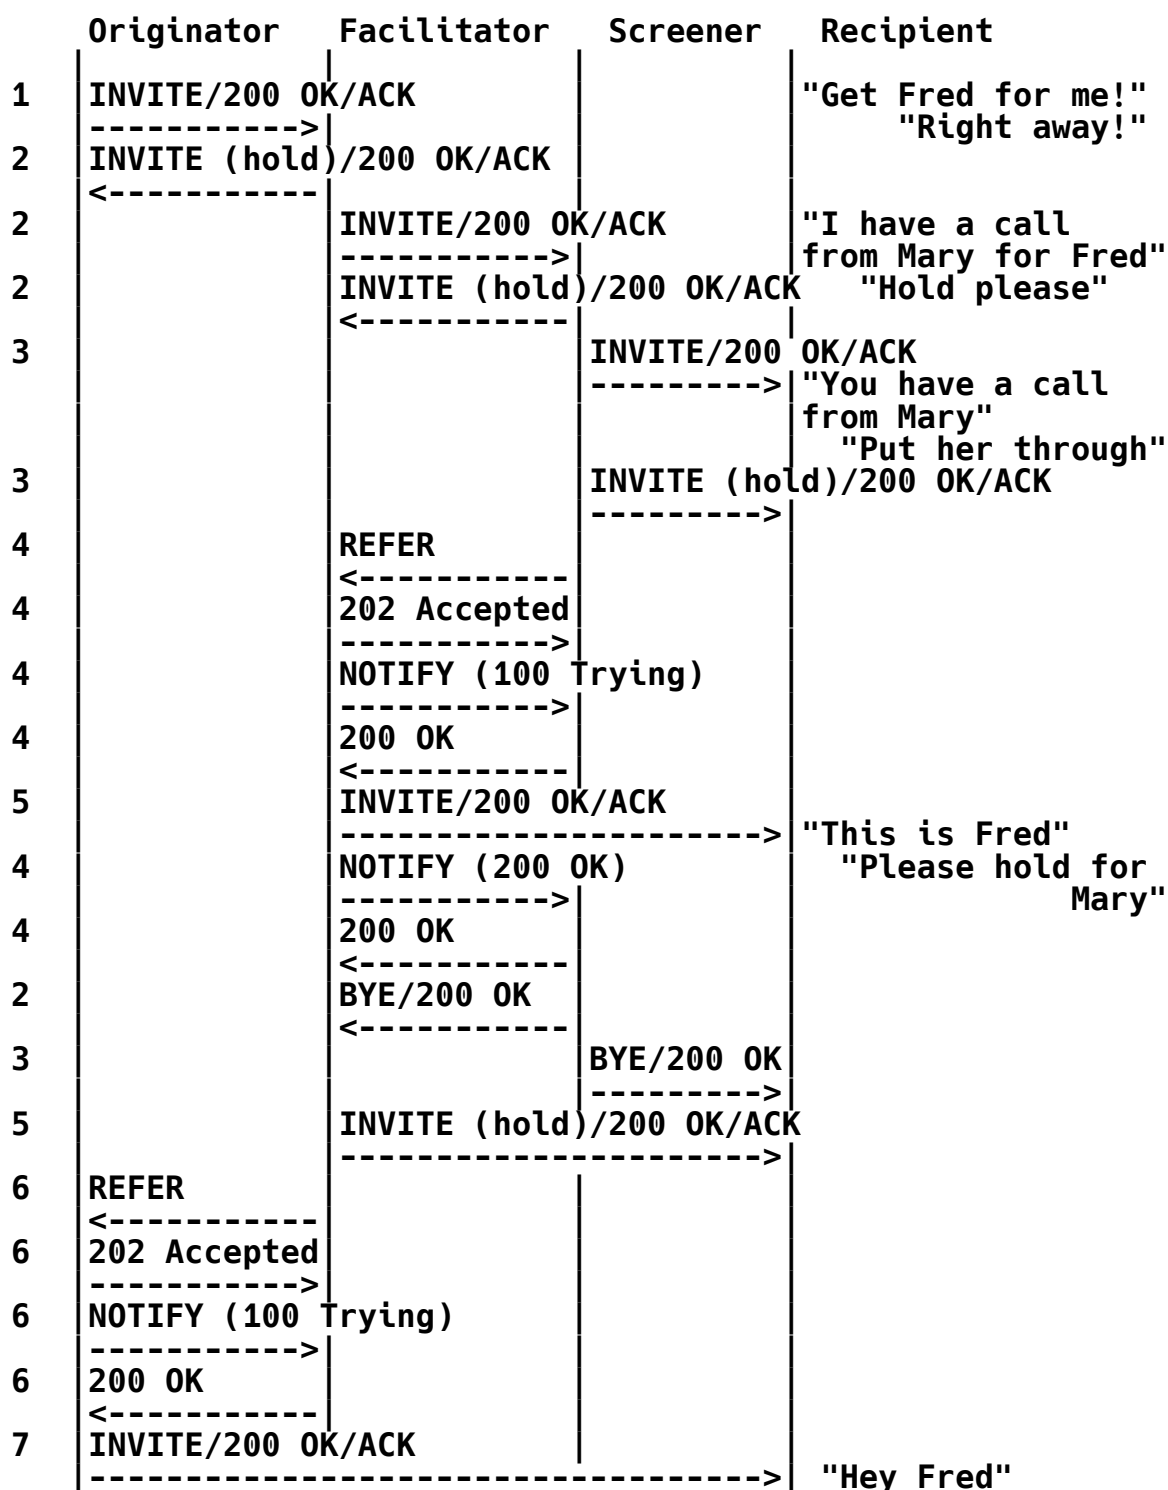 Originator   Facilitator   Screener   Recipient
       |            |            |          |
1      |INVITE/200 OK/ACK        |          |"Get Fred for me!"
       |----------->|            |          |     "Right away!"
2      |INVITE (hold)/200 OK/ACK |          |
       |<-----------|            |          |
2      |            |INVITE/200 OK/ACK      |"I have a call
       |            |----------->|          |from Mary for Fred"
2      |            |INVITE (hold)/200 OK/ACK   "Hold please"
       |            |<-----------|          |
3      |            |            |INVITE/200 OK/ACK
       |            |            |--------->|"You have a call
       |            |            |          |from Mary"
       |            |            |          |  "Put her through"
3      |            |            |INVITE (hold)/200 OK/ACK
       |            |            |--------->|
4      |            |REFER       |          |
       |            |<-----------|          |
4      |            |202 Accepted|          |
       |            |----------->|          |
4      |            |NOTIFY (100 Trying)    |
       |            |----------->|          |
4      |            |200 OK      |          |
       |            |<-----------|          |
5      |            |INVITE/200 OK/ACK      |
       |            |---------------------->|"This is Fred"
4      |            |NOTIFY (200 OK)        |  "Please hold for
       |            |----------->|          |              Mary"
4      |            |200 OK      |          |
       |            |<-----------|          |
2      |            |BYE/200 OK  |          |
       |            |<-----------|          |
3      |            |            |BYE/200 OK|
       |            |            |--------->|
5      |            |INVITE (hold)/200 OK/ACK
       |            |---------------------->|
6      |REFER       |            |          |
       |<-----------|            |          |
6      |202 Accepted|            |          |
       |----------->|            |          |
6      |NOTIFY (100 Trying)      |          |
       |----------->|            |          |
6      |200 OK      |            |          |
       |<-----------|            |          |
7      |INVITE/200 OK/ACK        |          |
       |----------------------------------->| "Hey Fred"